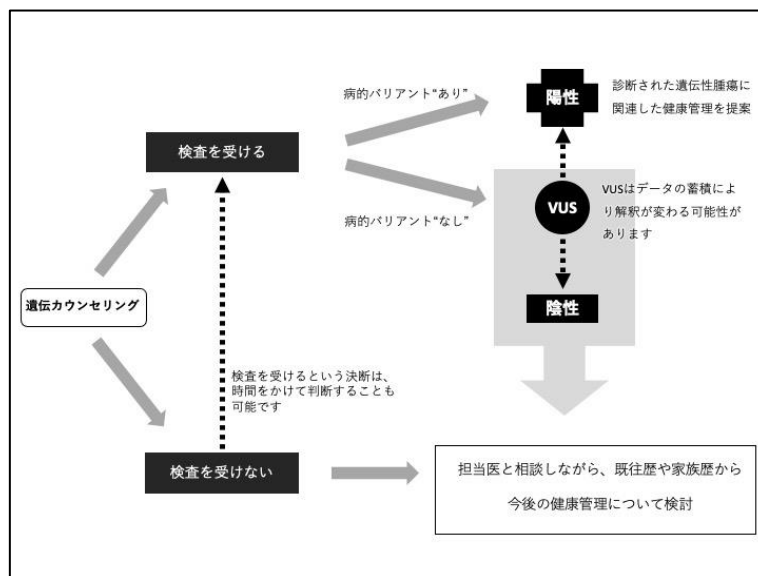 病的バリアント“あり”
陽性
診断された遺伝性腫瘍に
関連した健康管理を提案
検査を受ける
VUS
VUSはデータの蓄積によ
り解釈が変わる可能性が
あります
病的バリアント“なし”
遺伝カウンセリング
陰性
検査を受けるという決断は、
時間をかけて判断することも
可能です
検査を受けない
担当医と相談しながら、既往歴や家族歴から
今後の健康管理について検討